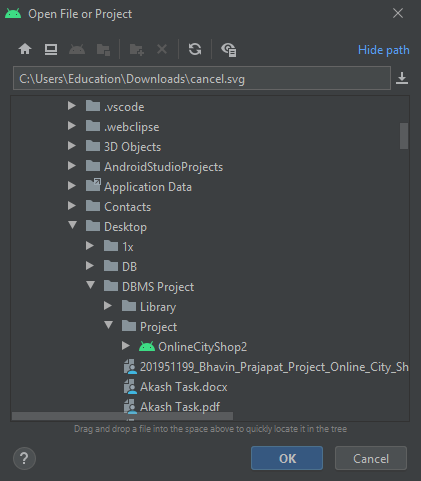 Open File or Project
Hide path
C:\Users\Education\Downloads\cancel.svg
.vscode
.webclipse
3D Objects
AndroidStudioProjects
Application Data
Contacts
Desktop
1x
DB
DBMS Project
Library
Project
OnlineCityShop2
201951199_Bhavin_Prajapat_Project_Online_City_Sh
Akash Task.docx
Akash Task.pdf
Drag and drop a file into the space above to quickly locate it in the tree
?
OK
Cancel